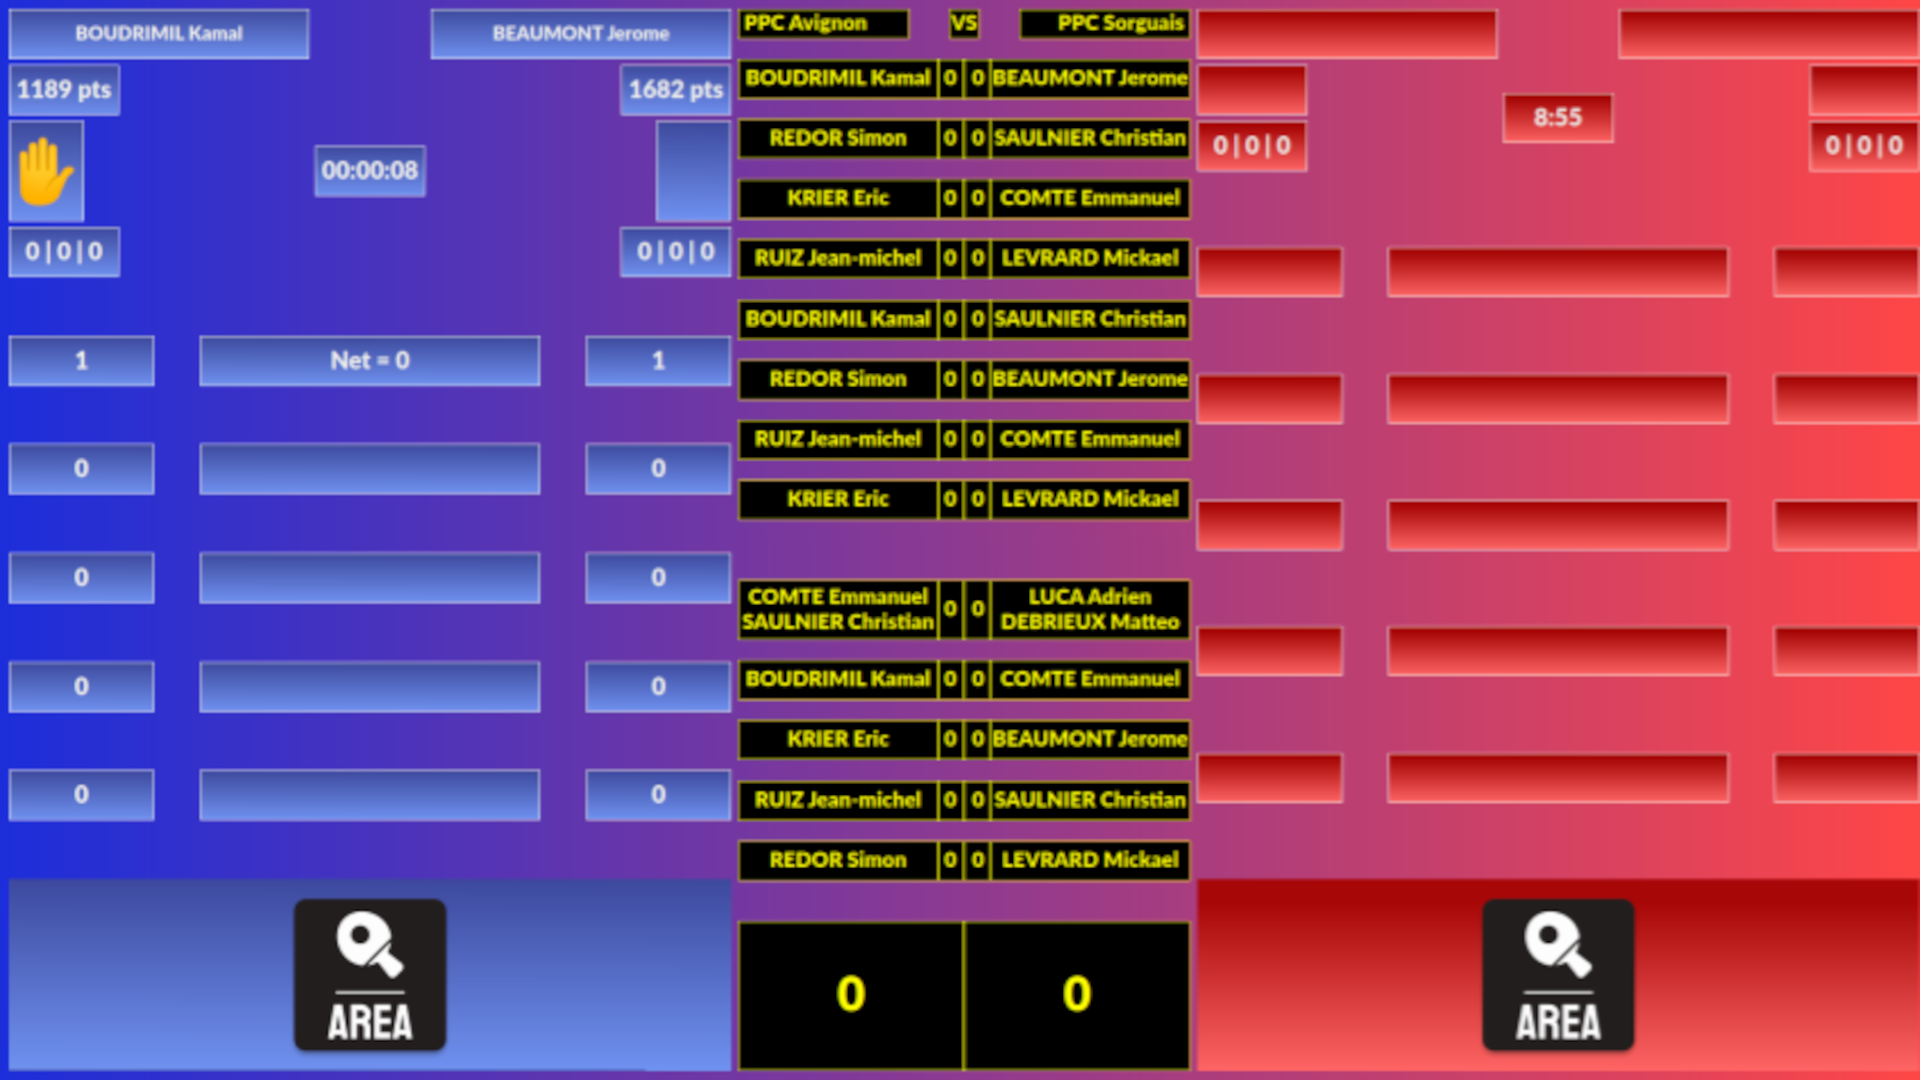 BOUDRIMIL Kamal
BEAUMONT Jerome
1189 pts
1682 pts
00:00:08
0|0|0
0|0|0
1
Net = 0
1
0
0
0
0
0
0
0
0
AREA
PPC Avignon VS PPC Sorguais
BOUDRIMIL Kamal 0 0 BEAUMONT Jerome
REDOR Simon 0 0 SAULNIER Christian
KRIER Eric 0 0 COMTE Emmanuel
RUIZ Jean-michel 0 0 LEVRARD Mickael
BOUDRIMIL Kamal 0 0 SAULNIER Christian
REDOR Simon 0 0 BEAUMONT Jerome
RUIZ Jean-michel 0 0 COMTE Emmanuel
KRIER Eric 0 0 LEVRARD Mickael
COMTE Emmanuel
SAULNIER Christian
0 0
LUCA Adrien
DEBRIEUX Matteo
BOUDRIMIL Kamal 0 0 COMTE Emmanuel
KRIER Eric 0 0 BEAUMONT Jerome
RUIZ Jean-michel 0 0 SAULNIER Christian
REDOR Simon 0 0 LEVRARD Mickael
0
0
8:55
0|0|0
0|0|0
AREA